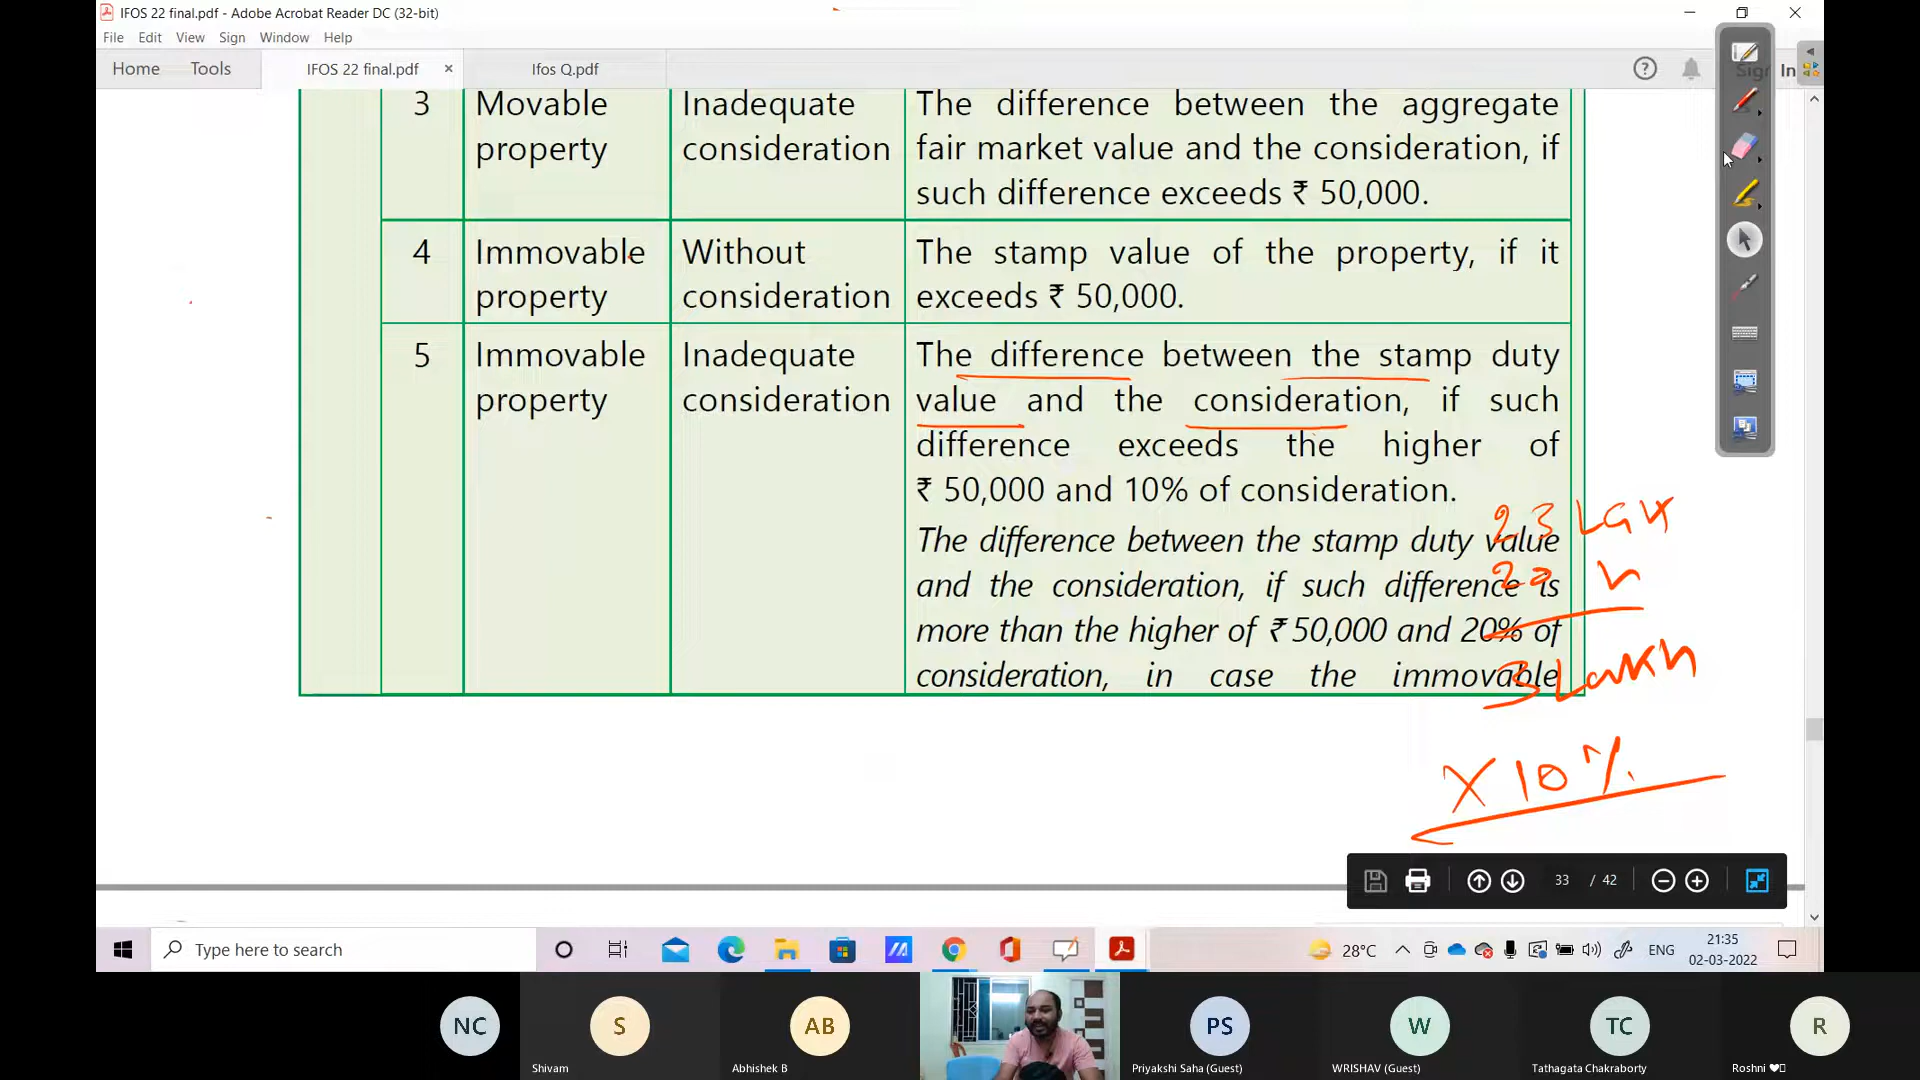 IFOS 22 final.pdf - Adobe Acrobat Reader DC (32-bit)
File Edit View Sign Window Help
Home Tools IFOS 22 final.pdf × Ifos Q.pdf Sign In
3 Movable property Inadequate consideration
The difference between the aggregate
fair market value and the consideration, if
such difference exceeds ₹ 50,000.
4 Immovable property Without consideration
The stamp value of the property, if it
exceeds ₹ 50,000.
5 Immovable property Inadequate consideration
The difference between the stamp duty
value and the consideration, if such
difference exceeds the higher of
₹ 50,000 and 10% of consideration.
The difference between the stamp duty value
and the consideration, if such difference is
more than the higher of ₹ 50,000 and 20% of
consideration, in case the immovable
23
20
3 Lakh
X 10%
33 / 42
Type here to search
28°C
ENG
21:35
02-03-2022
NC
S
AB
PS
W
TC
R
Shivam
Abhishek B
Priyakshi Saha (Guest)
WRISHAV (Guest)
Tathagata Chakraborty
Roshni ❤